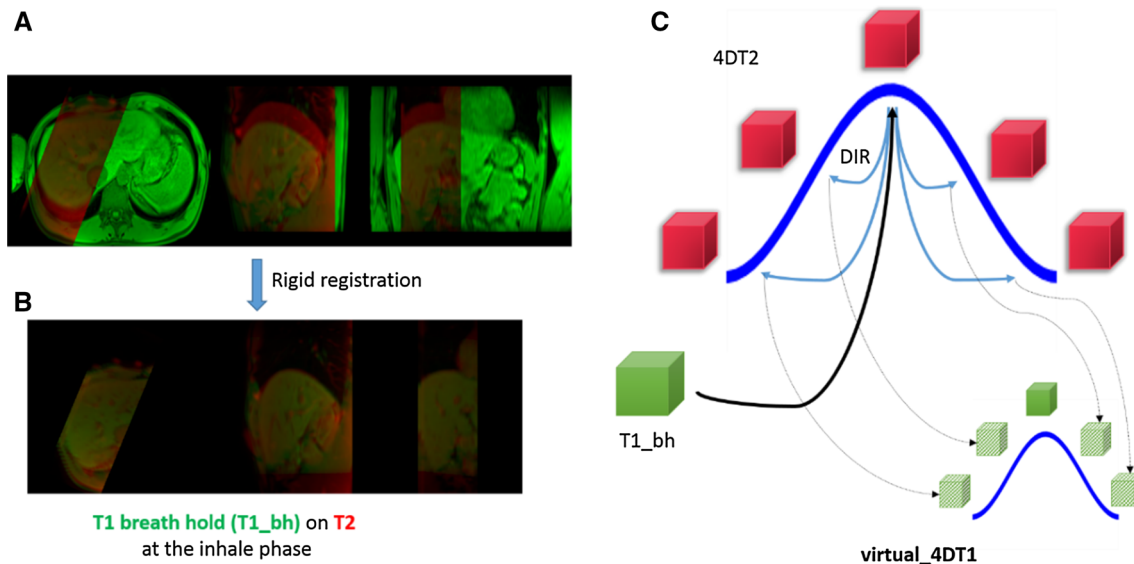 A
Rigid registration
B
T1 breath hold (T1_bh) on T2
at the inhale phase
C
4DT2
DIR
T1_bh
virtual_4DT1